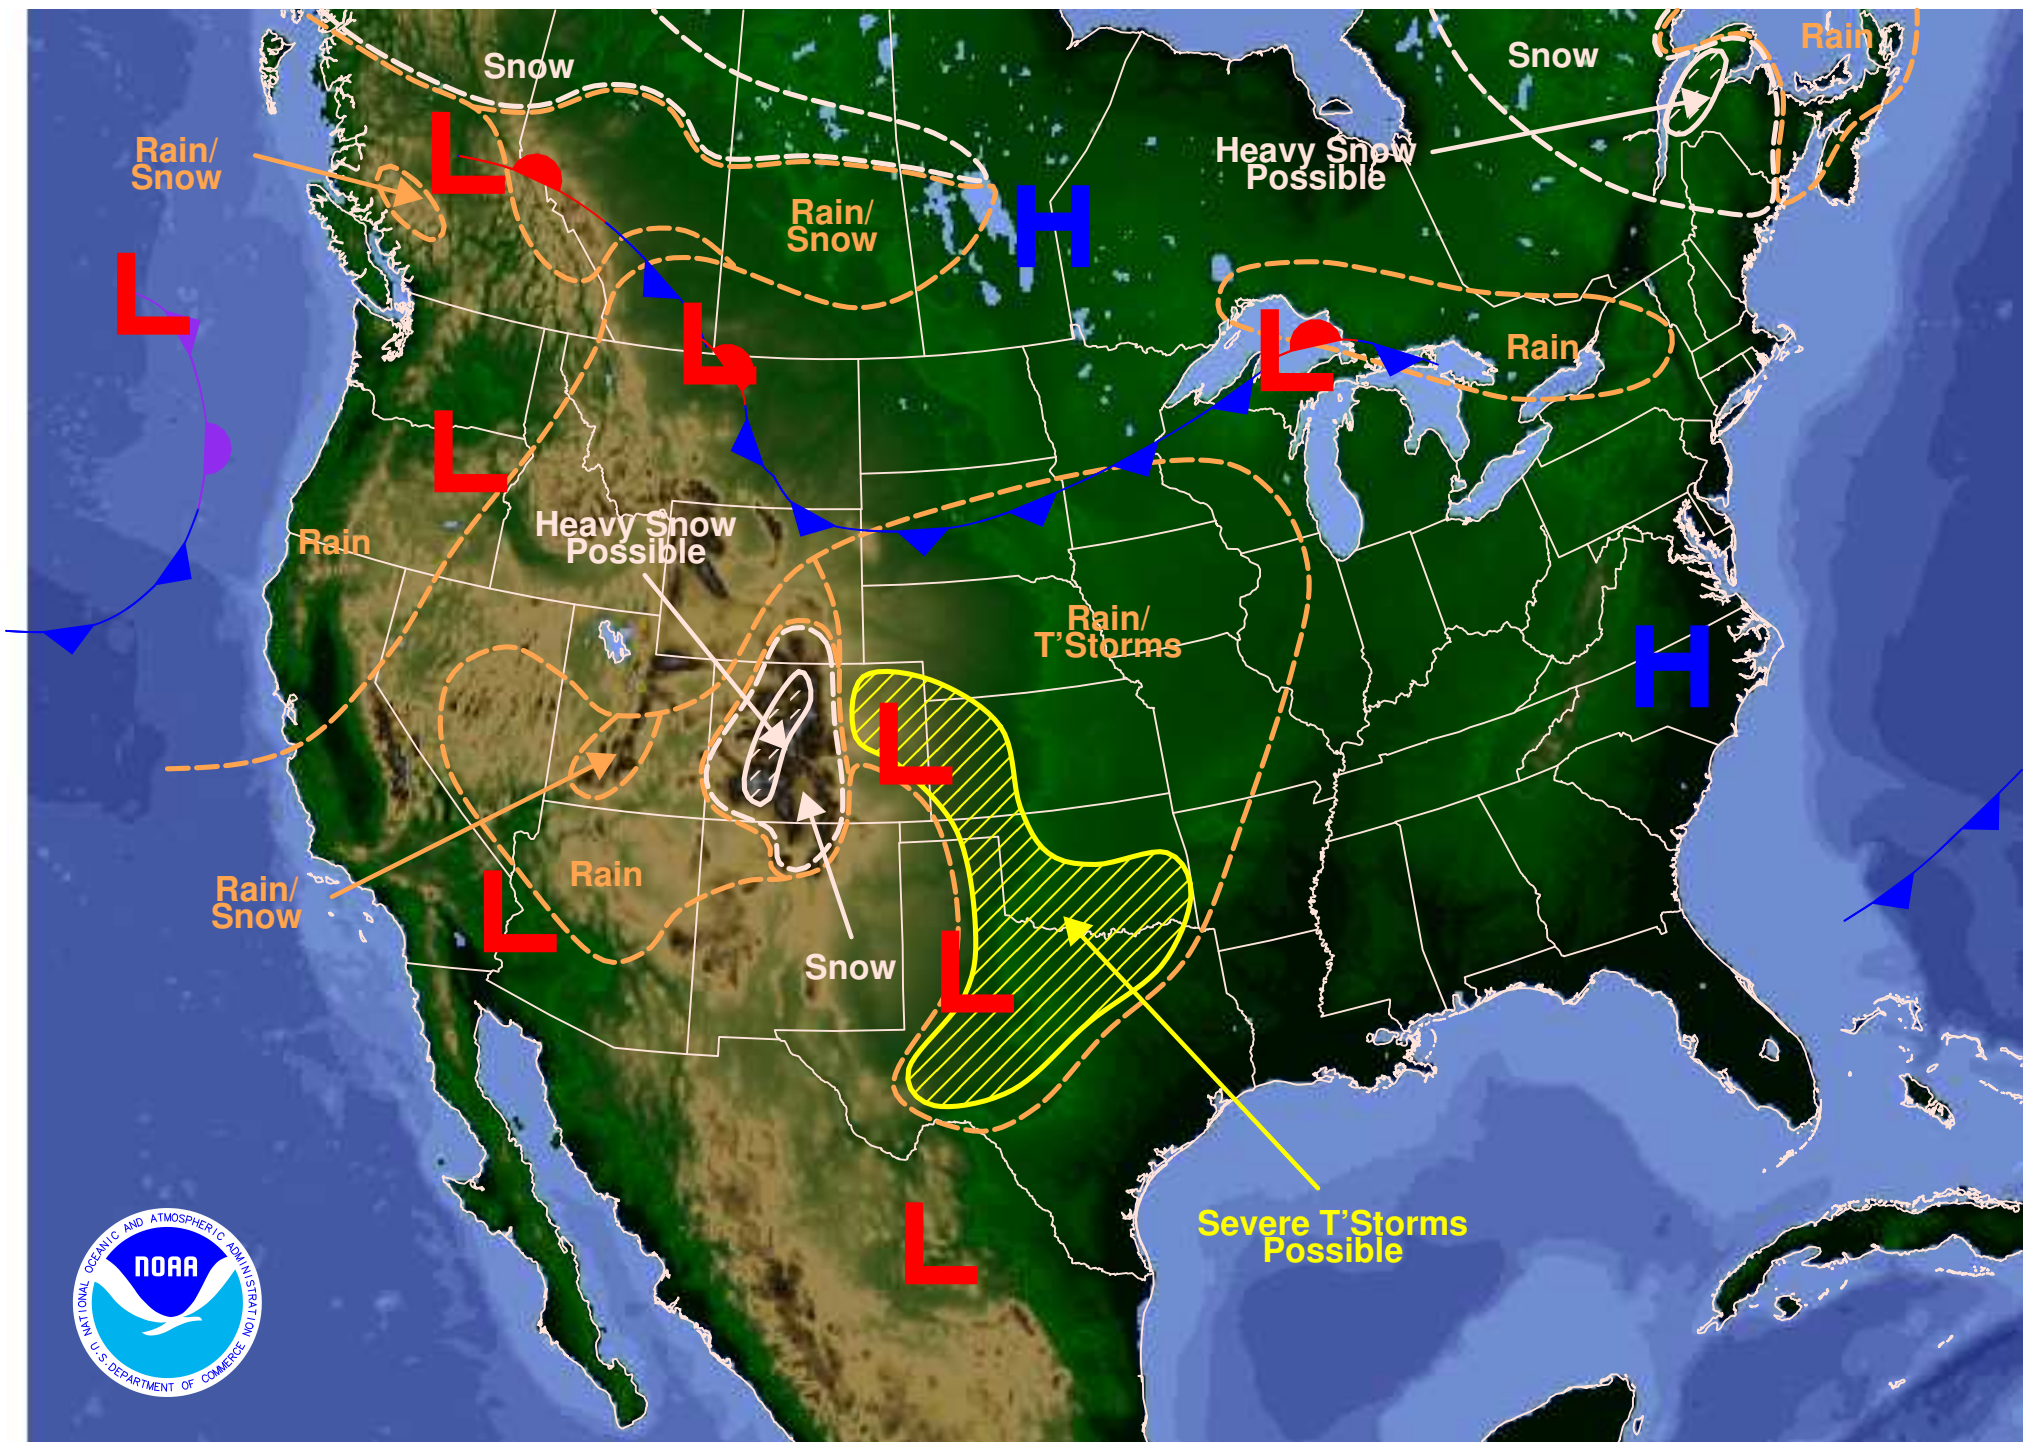 Snow
Snow
Rain
Rain/
Snow
Heavy Snow
Possible
L
Rain/
Snow
H
L
L
L
Rain
L
Heavy Snow
Possible
Rain
Rain/
T'Storms
H
L
Rain/
Snow
Rain
L
Snow
L
Severe T'Storms
Possible
L
NATIONAL OCEANIC AND ATMOSPHERIC ADMINISTRATION
NOAA
U.S. DEPARTMENT OF COMMERCE